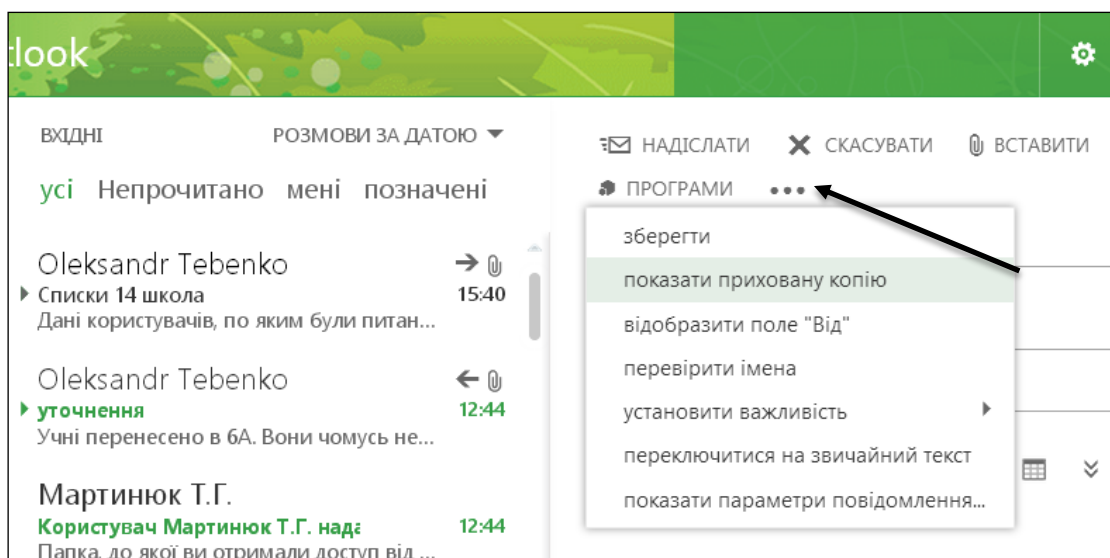 tlook
ВХІДНІ РОЗМОВИ ЗА ДАТОЮ
усі Непрочитано мені позначені
Oleksandr Tebenko
Списки 14 школа 15:40
Дані користувачів, по яким були питан...
Oleksandr Tebenko
уточнення 12:44
Учні перенесено в 6А. Вони чомусь не...
Мартинюк Т.Г.
Користувач Мартинюк Т.Г. нада 12:44
Папка, до якої ви отримали доступ від ...
НАДІСЛАТИ СКАСУВАТИ ВСТАВИТИ
ПРОГРАМИ •••
зберегти
показати приховану копію
відобразити поле "Від"
перевірити імена
установити важливість
переключитися на звичайний текст
показати параметри повідомлення...